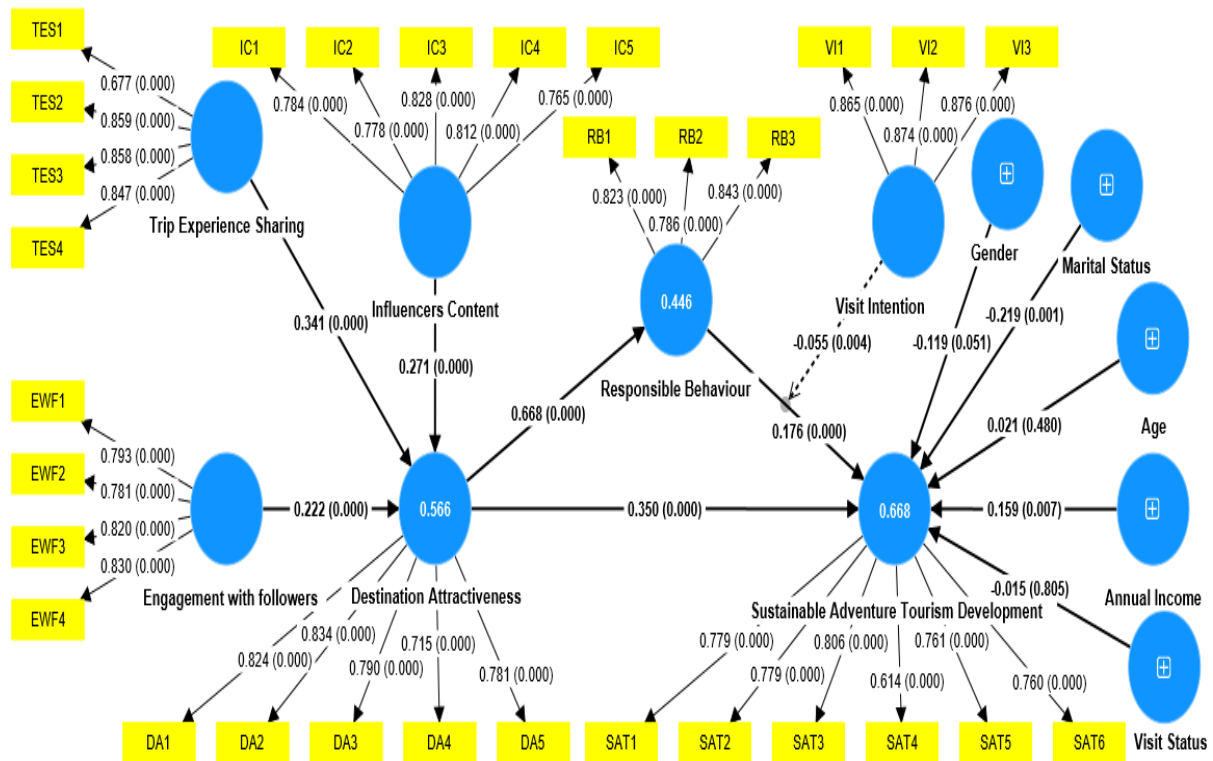 TES1
TES2
TES3
TES4
0.677 (0.000)
0.859 (0.000)
0.858 (0.000)
0.847 (0.000)
Trip Experience Sharing
IC1
IC2
IC3
IC4
IC5
0.784 (0.000)
0.778 (0.000)
0.828 (0.000)
0.812 (0.000)
0.765 (0.000)
Influencers Content
RB1
RB2
RB3
0.823 (0.000)
0.786 (0.000)
0.843 (0.000)
0.446
Responsible Behaviour
VI1
VI2
VI3
0.865 (0.000)
0.874 (0.000)
0.876 (0.000)
Visit Intention
Gender
Marital Status
Age
Annual Income
Visit Status
0.341 (0.000)
0.271 (0.000)
0.222 (0.000)
0.668 (0.000)
0.350 (0.000)
0.176 (0.000)
-0.055 (0.004)
-0.119 (0.051)
-0.219 (0.001)
0.021 (0.480)
0.159 (0.007)
-0.015 (0.805)
EWF1
EWF2
EWF3
EWF4
0.793 (0.000)
0.781 (0.000)
0.820 (0.000)
0.830 (0.000)
Engagement with followers
0.566
Destination Attractiveness
0.824 (0.000)
0.834 (0.000)
0.790 (0.000)
0.715 (0.000)
0.781 (0.000)
DA1
DA2
DA3
DA4
DA5
0.668
Sustainable Adventure Tourism Development
0.779 (0.000)
0.779 (0.000)
0.806 (0.000)
0.614 (0.000)
0.761 (0.000)
0.760 (0.000)
SAT1
SAT2
SAT3
SAT4
SAT5
SAT6